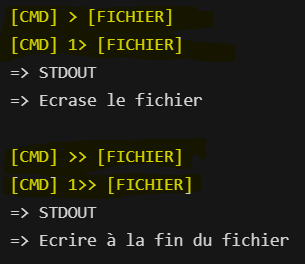 [CMD] > [FICHIER]
[CMD] 1> [FICHIER]
=> STDOUT
=> Ecrase le fichier
[CMD] >> [FICHIER]
[CMD] 1>> [FICHIER]
=> STDOUT
=> Ecrire à la fin du fichier